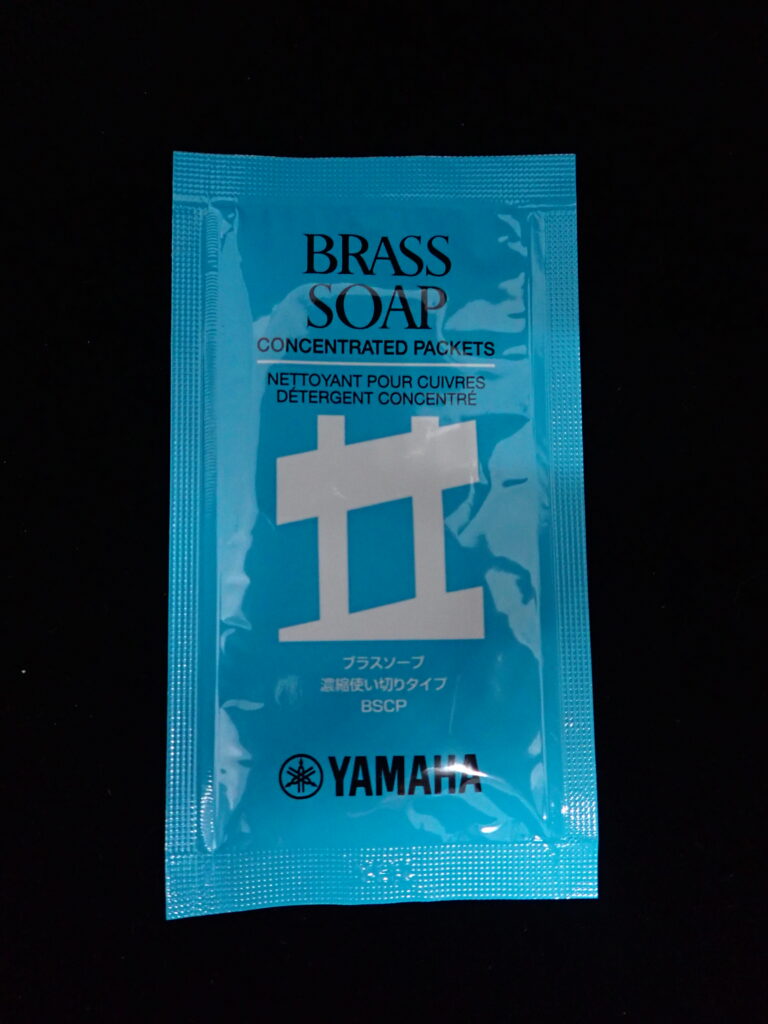 BRASS
SOAP
CONCENTRATED PACKETS
NETTOYANT POUR CUIVRES
DÉTERGENT CONCENTRÉ
ブラスソープ
濃縮使い切りタイプ
BSCP
YAMAHA